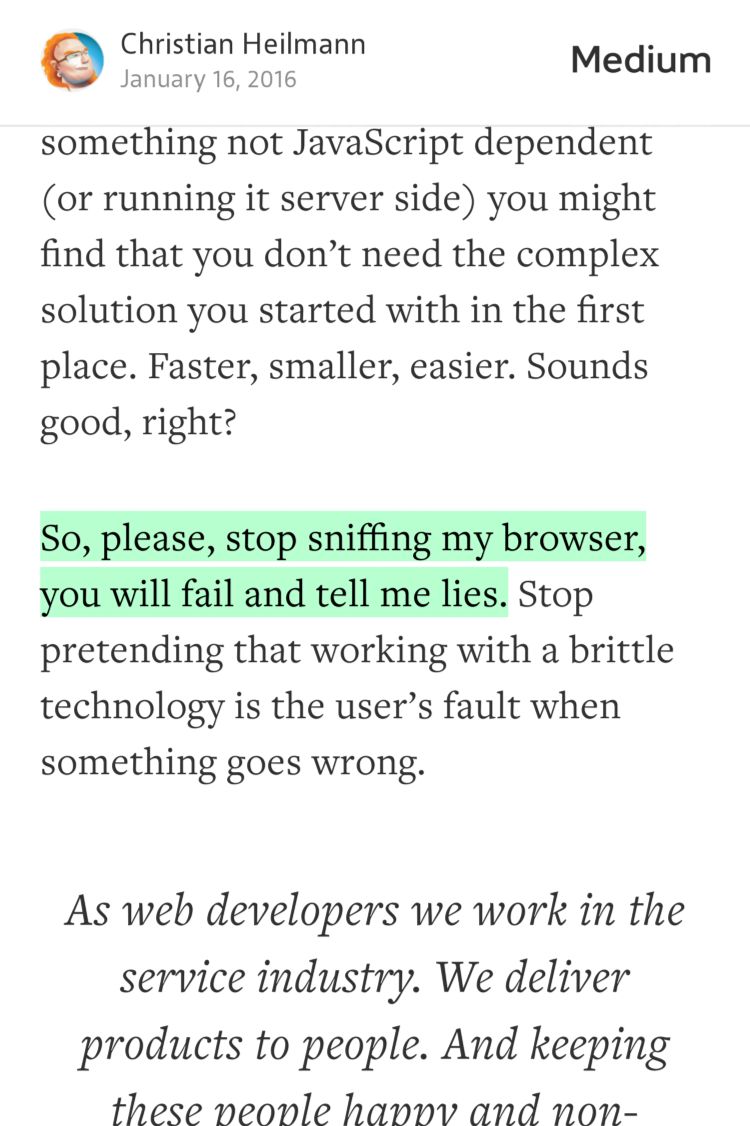 Christian Heilmann
January 16, 2016
Medium
something not JavaScript dependent
(or running it server side) you might
find that you don’t need the complex
solution you started with in the first
place. Faster, smaller, easier. Sounds
good, right?
So, please, stop sniffing my browser,
you will fail and tell me lies. Stop
pretending that working with a brittle
technology is the user’s fault when
something goes wrong.
As web developers we work in the
service industry. We deliver
products to people. And keeping
these people happy and non-